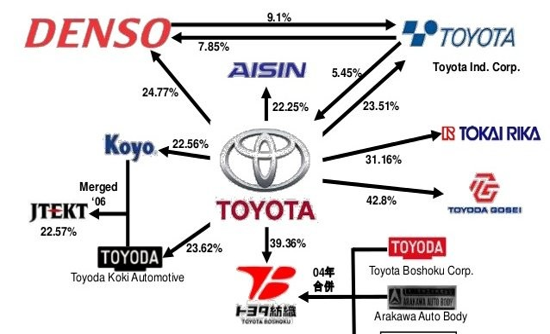 DENSO
9.1%
7.85%
TOYOTA
Toyota Ind. Corp.
AISIN
5.45%
24.77%
22.25%
23.51%
Koyo
22.56%
TOKAI RIKA
31.16%
Merged
'06
JTEKT
22.57%
TOYOTA
42.8%
TOYODA GOSEI
TOYODA
Toyoda Koki Automotive
23.62%
39.36%
トヨタ紡織
TOYOTA BOSHOKU
04年
合併
TOYODA
Toyota Boshoku Corp.
ARAKAWA AUTO BODY
Arakawa Auto Body